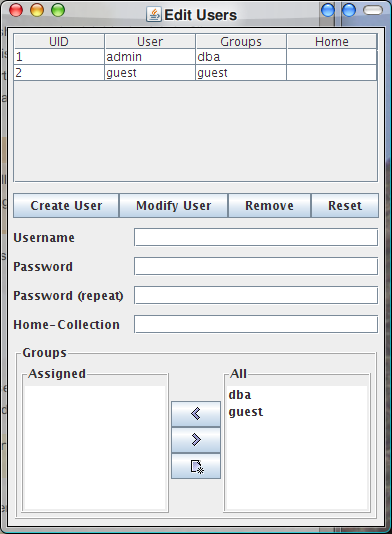 Edit Users
UID User Groups Home
1 admin dba
2 guest guest
Create User Modify User Remove Reset
Username
Password
Password (repeat)
Home-Collection
Groups
Assigned All
dba
guest